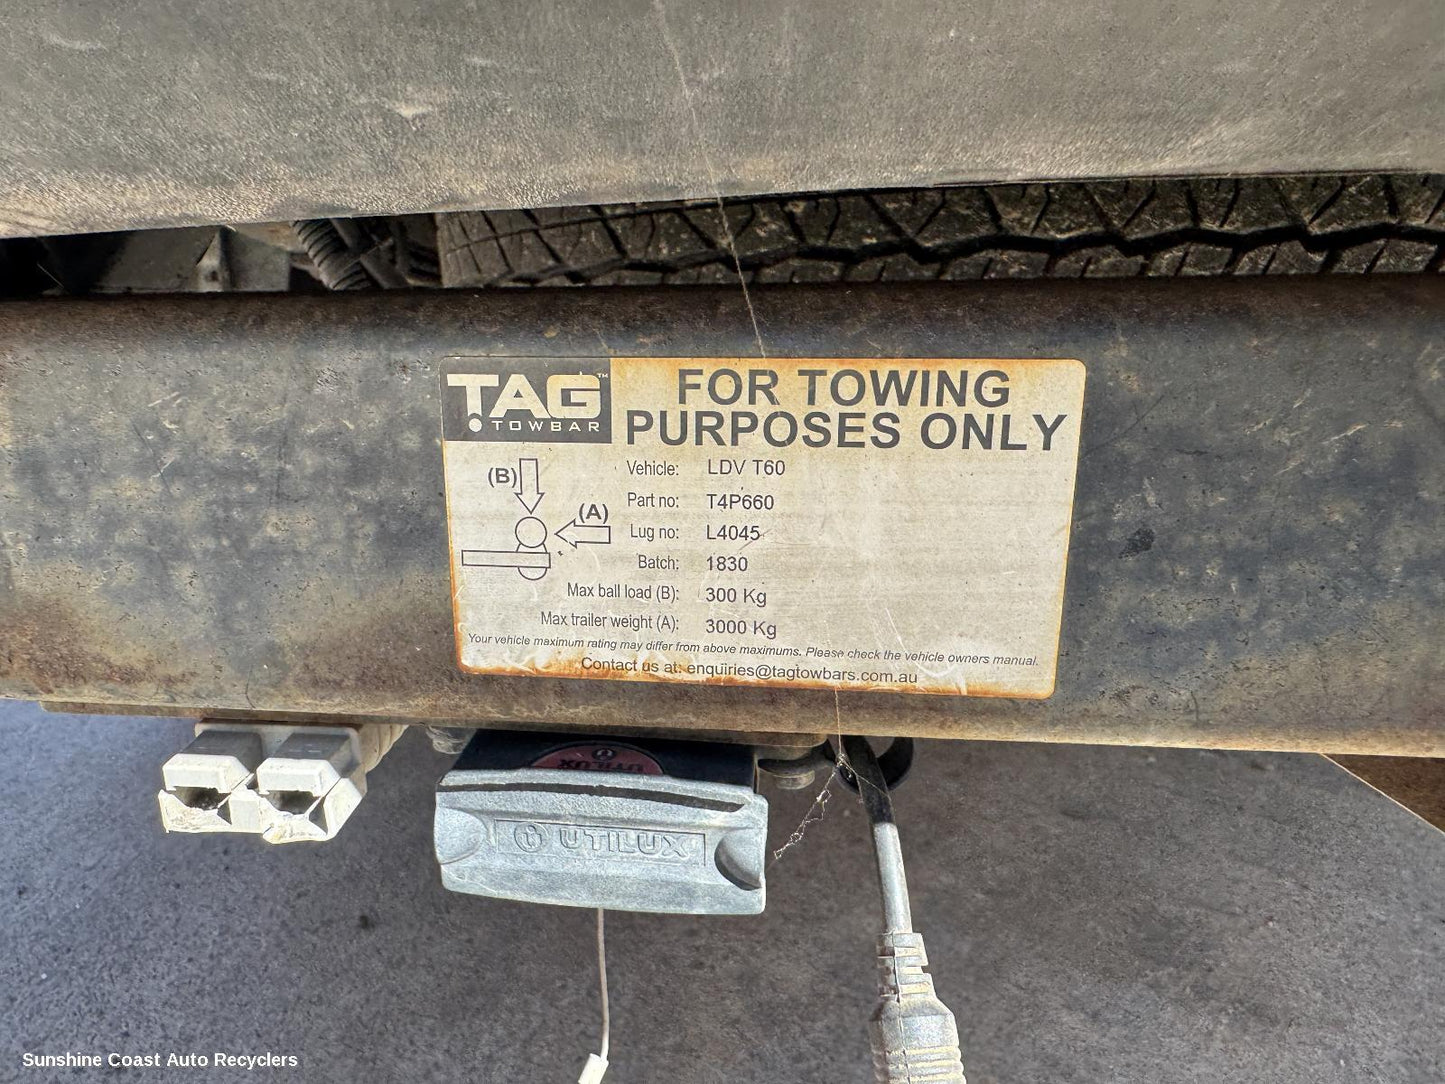 TAG™
TOWBAR
FOR TOWING
PURPOSES ONLY
(B)
(A)
Vehicle: LDV T60
Part no: T4P660
Lug no: L4045
Batch: 1830
Max ball load (B): 300 Kg
Max trailer weight (A): 3000 Kg
Your vehicle maximum rating may differ from above maximums. Please check the vehicle owners manual.
Contact us at: enquiries@tagtowbars.com.au
UTILUX
UTILUX
Sunshine Coast Auto Recyclers